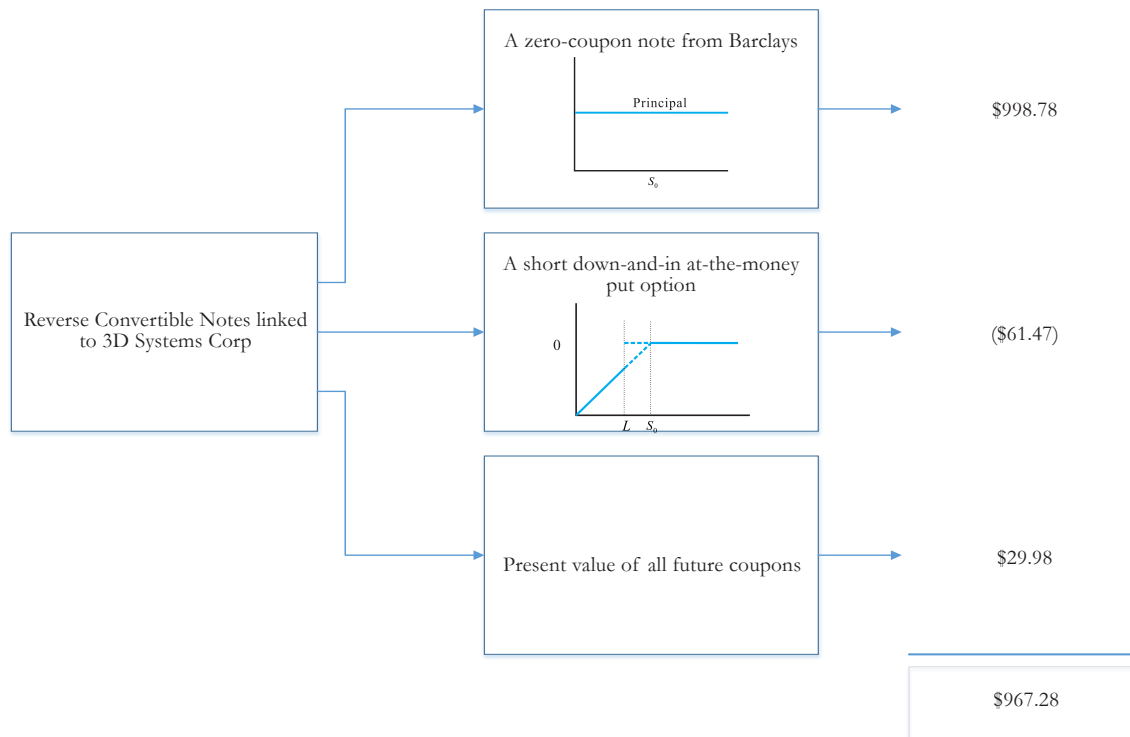 A zero-coupon note from Barclays
Principal
S₀
$998.78
Reverse Convertible Notes linked
to 3D Systems Corp
A short down-and-in at-the-money
put option
0
L S₀
($61.47)
Present value of all future coupons
$29.98
$967.28